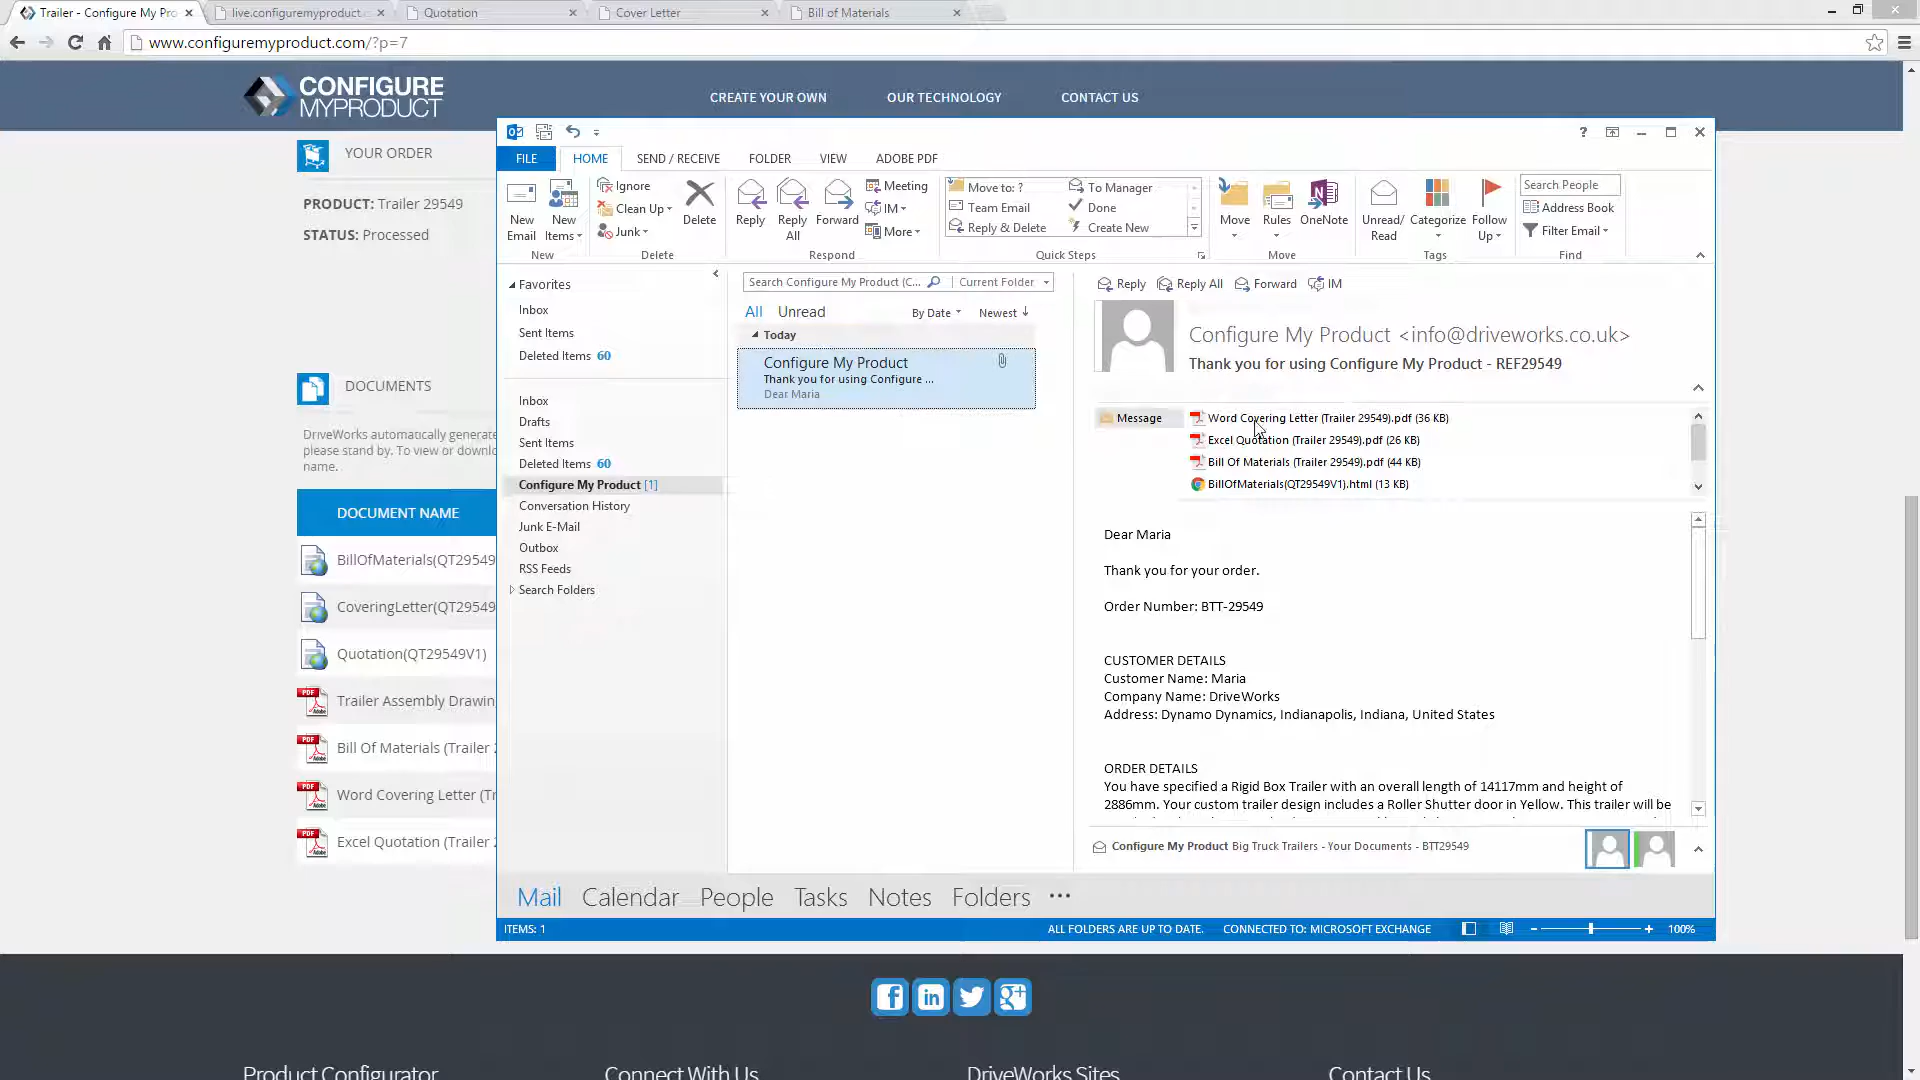 Trailer - Configure My Pro
live.configuremyproduct.c
Quotation
Cover Letter
Bill of Materials
www.configuremyproduct.com/?p=7
CONFIGURE
MYPRODUCT
CREATE YOUR OWN
OUR TECHNOLOGY
CONTACT US
YOUR ORDER
PRODUCT: Trailer 29549
STATUS: Processed
DOCUMENTS
DriveWorks automatically generate
please stand by. To view or downlo
name.
DOCUMENT NAME
BillOfMaterials(QT29549
CoveringLetter(QT29549
Quotation(QT29549V1)
Trailer Assembly Drawin
Bill Of Materials (Trailer 2
Word Covering Letter (Tr
Excel Quotation (Trailer 2
FILE HOME SEND / RECEIVE FOLDER VIEW ADOBE PDF
New Email
New Items
New
Ignore
Clean Up
Junk
Delete
Delete
Reply
Reply All
Forward
Meeting
IM
More
Respond
Move to: ?
Team Email
Reply & Delete
To Manager
Done
Create New
Quick Steps
Move
Rules
OneNote
Move
Unread/ Read
Categorize
Follow Up
Tags
Search People
Address Book
Filter Email
Find
Favorites
Inbox
Sent Items
Deleted Items 60
Inbox
Drafts
Sent Items
Deleted Items 60
Configure My Product [1]
Conversation History
Junk E-Mail
Outbox
RSS Feeds
Search Folders
Search Configure My Product (C... Current Folder
All Unread By Date Newest
Today
Configure My Product
Thank you for using Configure ...
Dear Maria
Reply Reply All Forward IM
Configure My Product <info@driveworks.co.uk>
Thank you for using Configure My Product - REF29549
Message
Word Covering Letter (Trailer 29549).pdf (36 KB)
Excel Quotation (Trailer 29549).pdf (26 KB)
Bill Of Materials (Trailer 29549).pdf (44 KB)
BillOfMaterials(QT29549V1).html (13 KB)
Dear Maria
Thank you for your order.
Order Number: BTT-29549
CUSTOMER DETAILS
Customer Name: Maria
Company Name: DriveWorks
Address: Dynamo Dynamics, Indianapolis, Indiana, United States
ORDER DETAILS
You have specified a Rigid Box Trailer with an overall length of 14117mm and height of
2886mm. Your custom trailer design includes a Roller Shutter door in Yellow. This trailer will be
Configure My Product Big Truck Trailers - Your Documents - BTT29549
Mail Calendar People Tasks Notes Folders ...
ITEMS: 1
ALL FOLDERS ARE UP TO DATE. CONNECTED TO: MICROSOFT EXCHANGE
100%
Product Configurator
Connect With Us
DriveWorks Sites
Contact Us